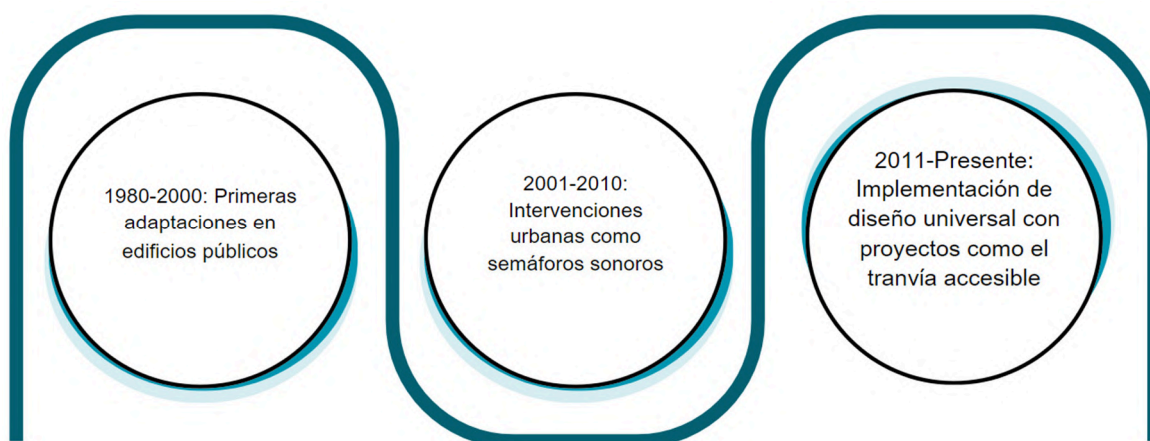 1980-2000: Primeras
adaptaciones en
edificios públicos
2001-2010:
Intervenciones
urbanas como
semáforos sonoros
2011-Presente:
Implementación de
diseño universal con
proyectos como el
tranvía accesible